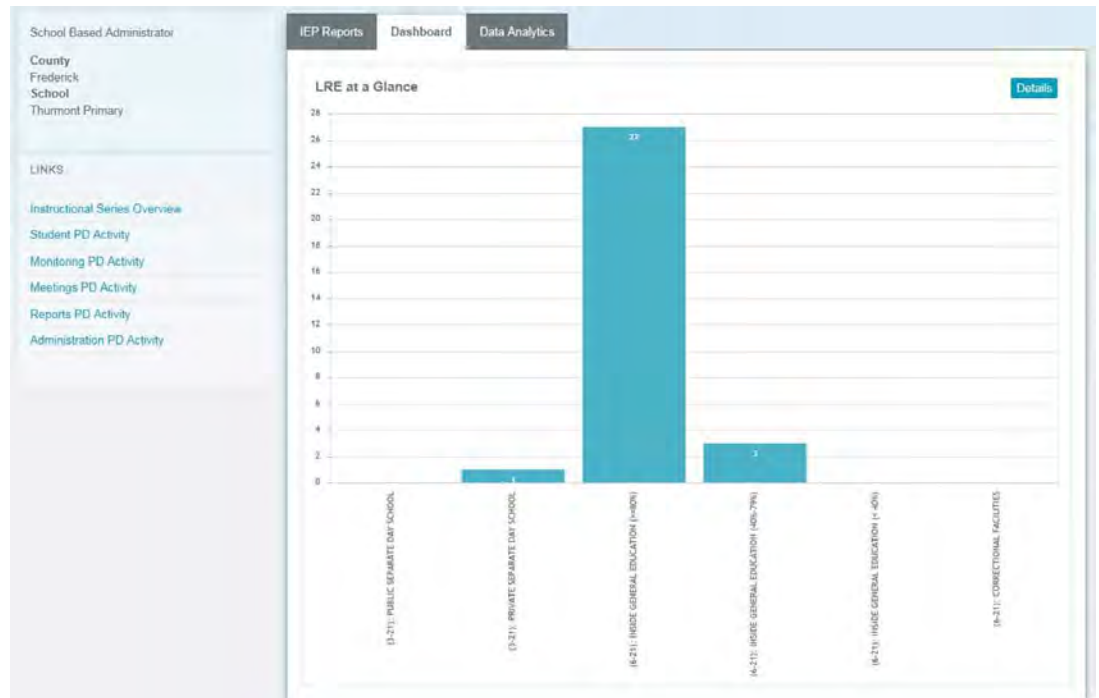 School Based Administrator
County
Frederick
School
Thurmont Primary
LINKS
Instructional Series Overview
Student PD Activity
Monitoring PD Activity
Meetings PD Activity
Reports PD Activity
Administration PD Activity
IEP Reports
Dashboard
Data Analytics
LRE at a Glance
Details
28
26
24
22
20
18
16
14
12
10
8
6
4
2
0
1
27
3
(3-21): PUBLIC SEPARATE DAY SCHOOL
(3-21): PRIVATE SEPARATE DAY SCHOOL
(6-21): INSIDE GENERAL EDUCATION (>=80%)
(6-21): INSIDE GENERAL EDUCATION (40%-79%)
(6-21): INSIDE GENERAL EDUCATION (< 40%)
(6-21): CORRECTIONAL FACILITIES